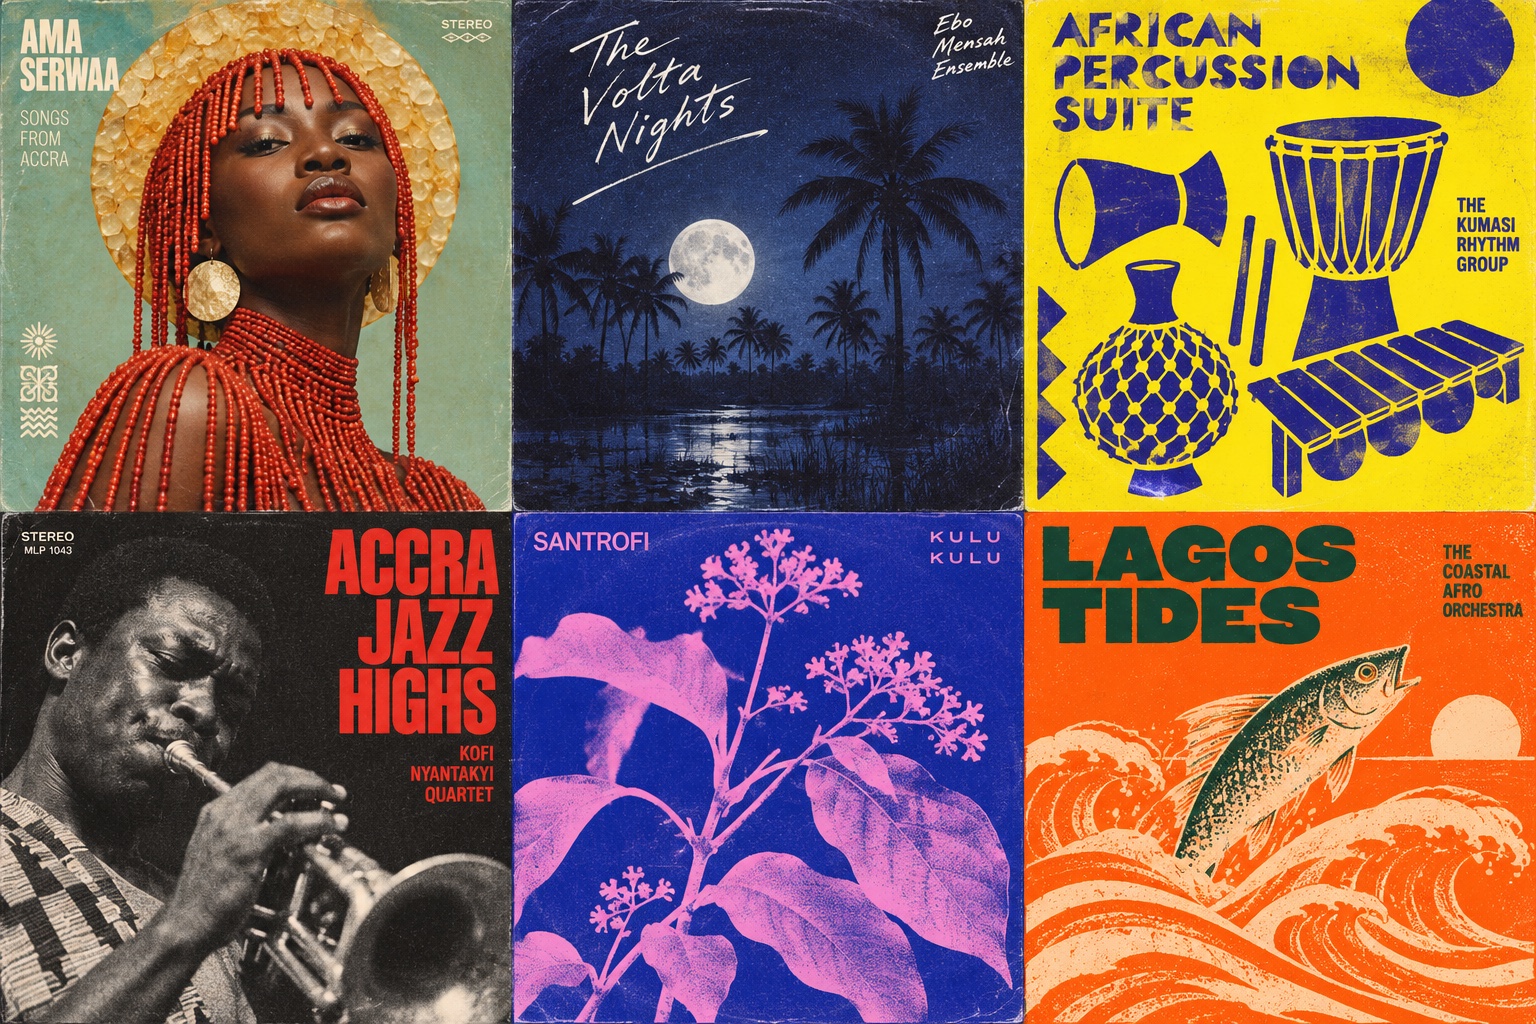 AMA
SERWAA
SONGS
FROM
ACCRA
STEREO
The
Volta
Nights
Ebo
Mensah
Ensemble
AFRICAN
PERCUSSION
SUITE
THE
KUMASI
RHYTHM
GROUP
STEREO
MLP 1043
ACCRA
JAZZ
HIGHS
KOFI
NYANTAKYI
QUARTET
SANTROFI
KULU
KULU
LAGOS
TIDES
THE
COASTAL
AFRO
ORCHESTRA